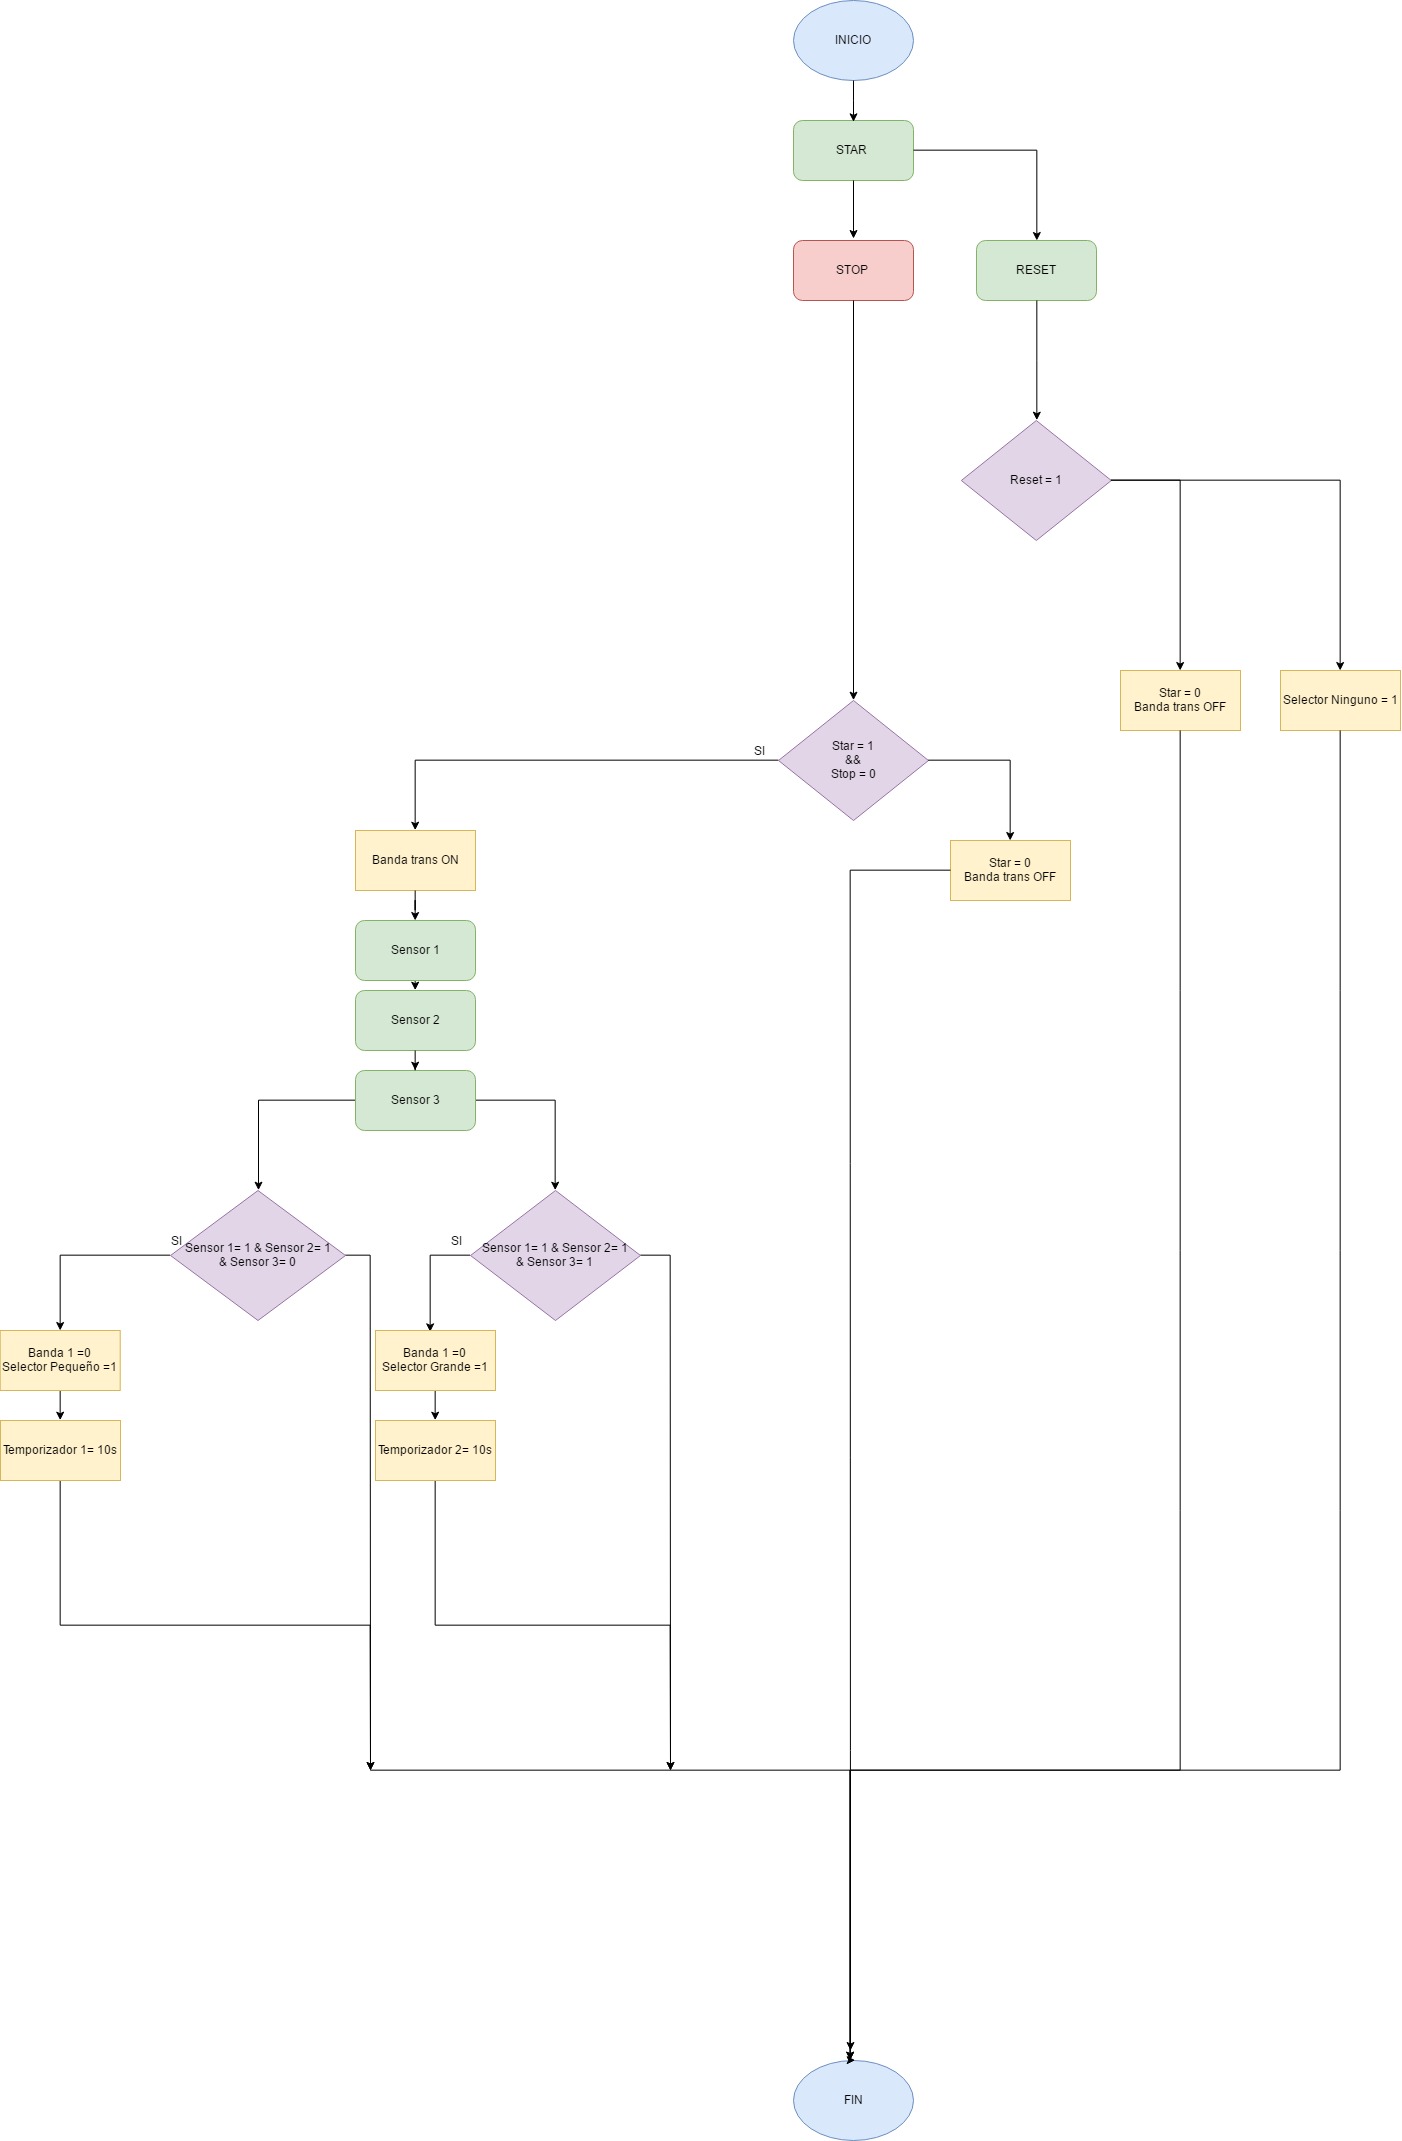 INICIO
STAR
STOP
RESET
Reset = 1
Star = 0
Banda trans OFF
Selector Ninguno = 1
SI
Star = 1
&&
Stop = 0
Banda trans ON
Star = 0
Banda trans OFF
Sensor 1
Sensor 2
Sensor 3
SI
Sensor 1= 1 & Sensor 2= 1
& Sensor 3= 0
SI
Sensor 1= 1 & Sensor 2= 1
& Sensor 3= 1
Banda 1 =0
Selector Pequeño =1
Banda 1 =0
Selector Grande =1
Temporizador 1= 10s
Temporizador 2= 10s
FIN